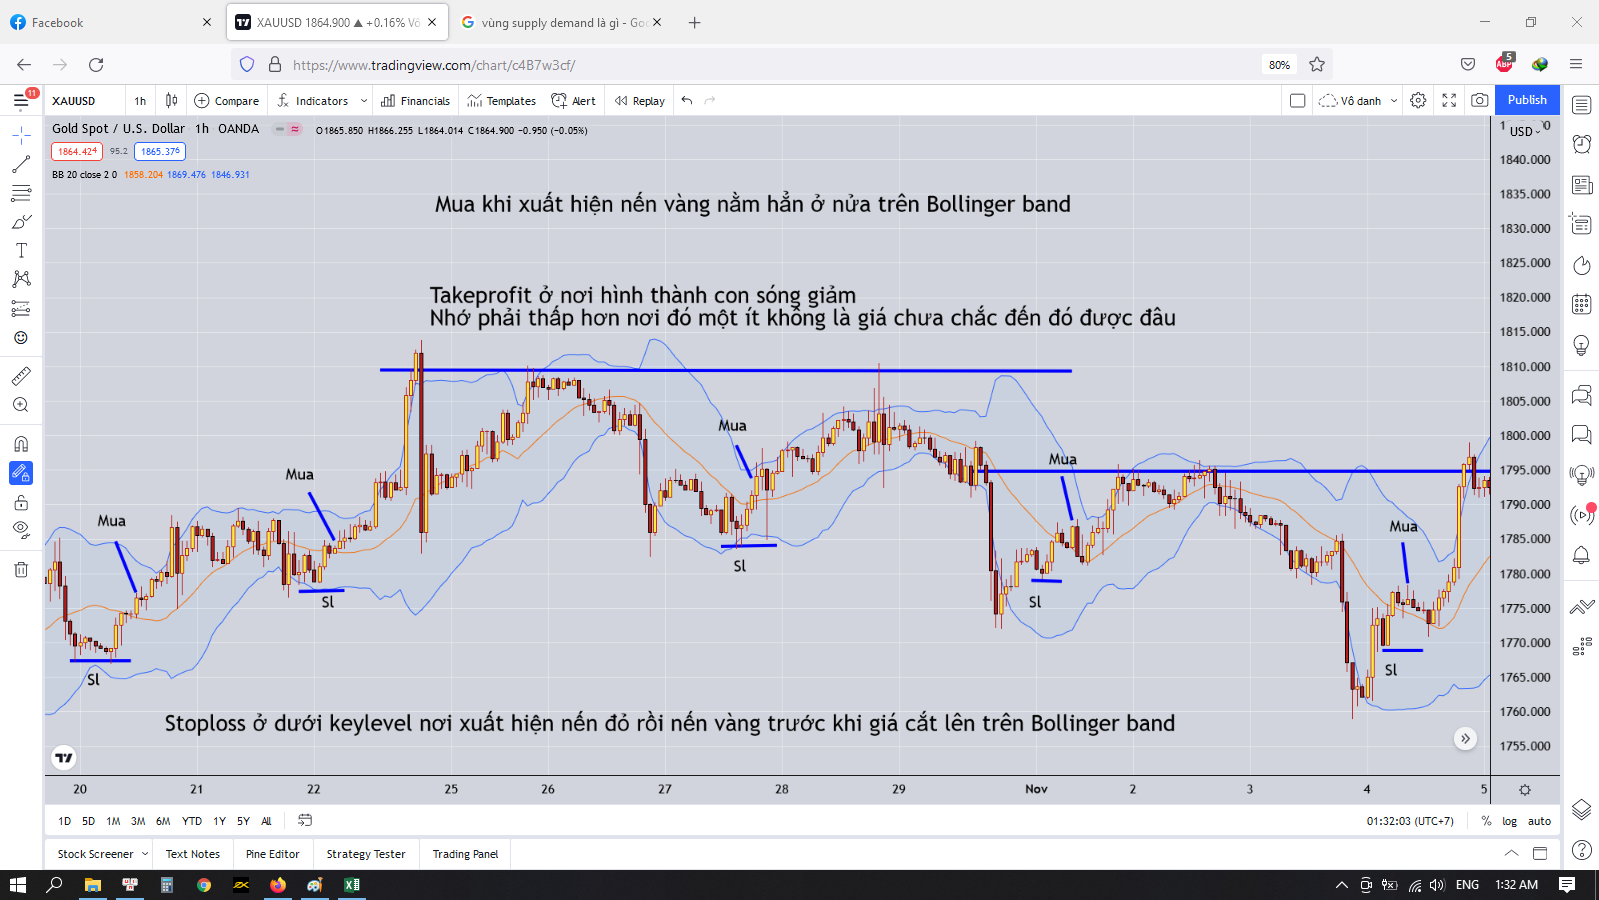 Facebook
XAUUSD 1864.900 ▲ +0.16% Vô
vùng supply demand là gì - Goo
https://www.tradingview.com/chart/c4B7w3cf/
80%
5
ABP
11
XAUUSD
1h
Compare
Indicators
Financials
Templates
Alert
Replay
Vô danh
Publish
Gold Spot / U.S. Dollar 1h OANDA
O1865.850 H1866.255 L1864.014 C1864.900 −0.950 (−0.05%)
USD
1864.424
95.2
1865.376
BB 20 close 2 0 1858.204 1869.476 1846.931
Mua khi xuất hiện nến vàng nằm hẳn ở nửa trên Bollinger band
Takeprofit ở nơi hình thành con sóng giảm
Nhớ phải thấp hơn nơi đó một ít không là giá chưa chắc đến đó được đâu
Mua
Mua
Mua
Mua
Mua
Sl
Sl
Sl
Sl
Sl
Stoploss ở dưới keylevel nơi xuất hiện nến đỏ rồi nến vàng trước khi giá cắt lên trên Bollinger band
1840.000
1835.000
1830.000
1825.000
1820.000
1815.000
1810.000
1805.000
1800.000
1795.000
1790.000
1785.000
1780.000
1775.000
1770.000
1765.000
1760.000
1755.000
20 21 22 25 26 27 28 29 Nov 2 3 4 5
1D 5D 1M 3M 6M YTD 1Y 5Y All
01:32:03 (UTC+7)
% log auto
Stock Screener
Text Notes
Pine Editor
Strategy Tester
Trading Panel
ENG
1:32 AM